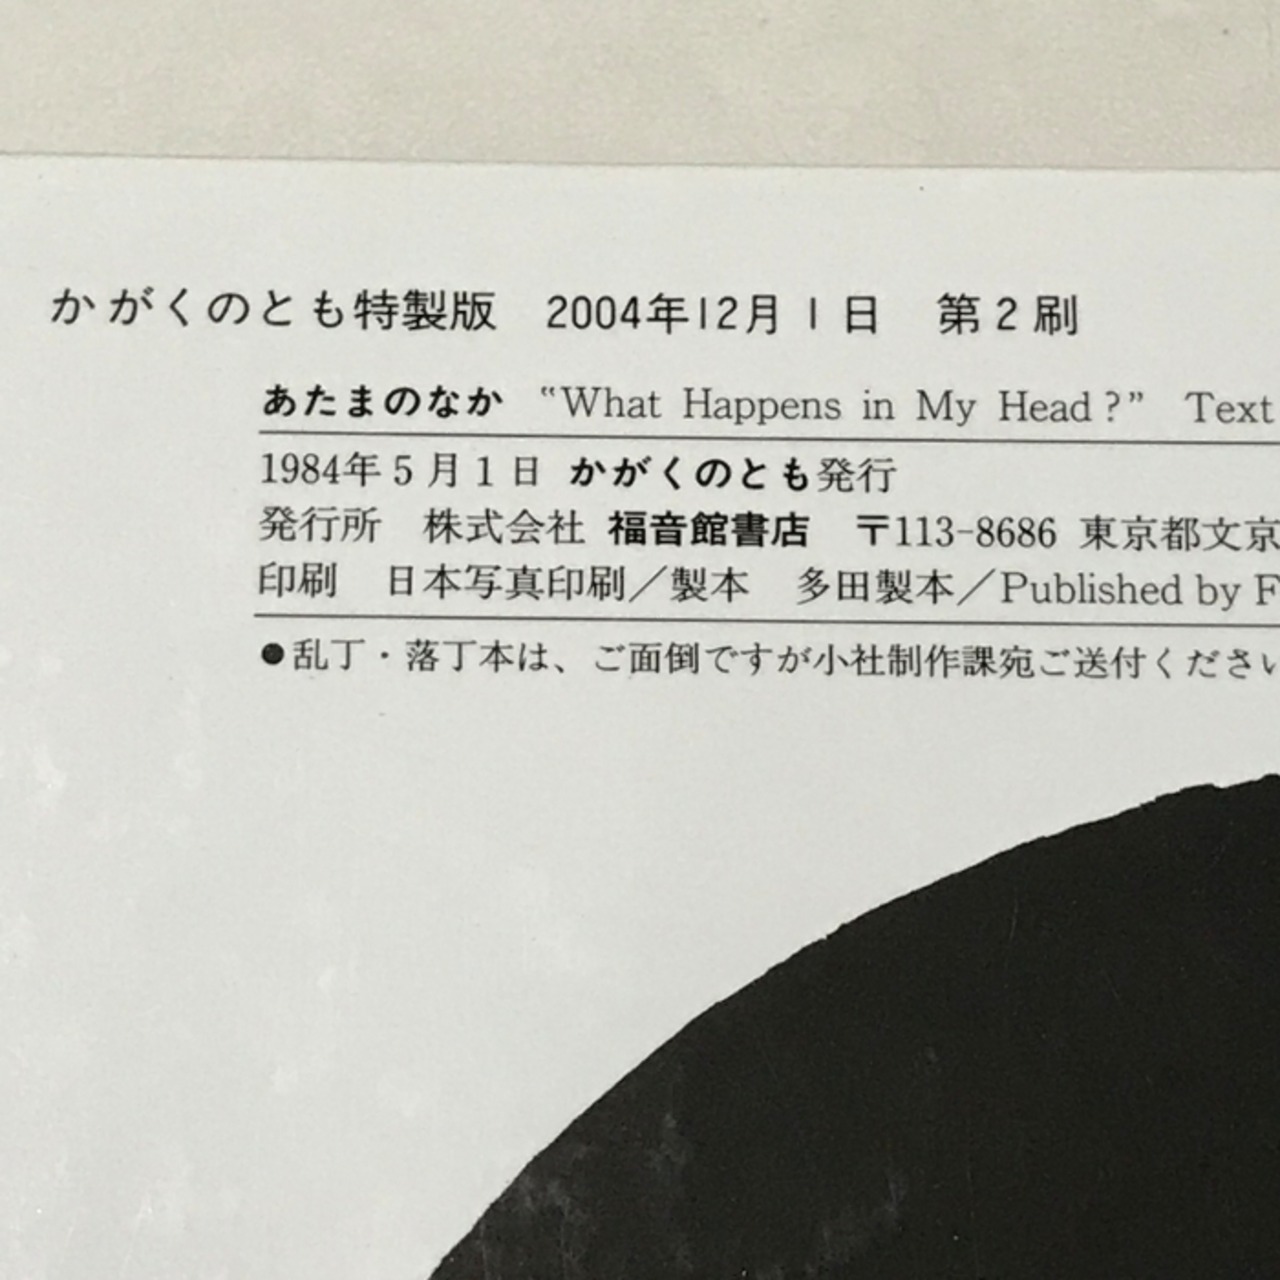 かがくのとも特製版　2004年12月1日　第2刷
あたまのなか　“What Happens in My Head?”　Text
1984年5月1日 かがくのとも発行
発行所　株式会社 福音館書店　〒113-8686 東京都文京
印刷　日本写真印刷／製本　多田製本／Published by F
●乱丁・落丁本は、ご面倒ですが小社制作課宛ご送付ください